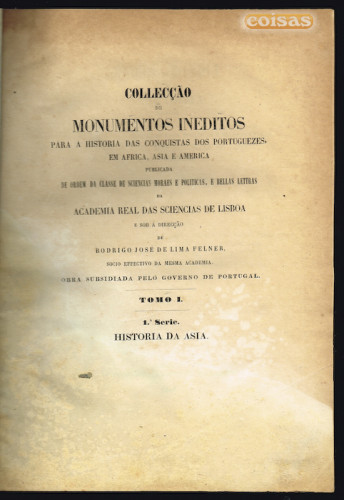 coisas
COLLECÇÃO
DE
MONUMENTOS INEDITOS
PARA A HISTORIA DAS CONQUISTAS DOS PORTUGUEZES,
EM AFRICA, ASIA E AMERICA
PUBLICADA
DE ORDEM DA CLASSE DE SCIENCIAS MORAES E POLITICAS, E BELLAS LETTRAS
DA
ACADEMIA REAL DAS SCIENCIAS DE LISBOA
E SOB A DIRECÇÃO
DE
RODRIGO JOSÉ DE LIMA FELNER,
SOCIO EFFECTIVO DA MESMA ACADEMIA.
OBRA SUBSIDIADA PELO GOVERNO DE PORTUGAL.
TOMO I.
1.ª Serie.
HISTORIA DA ASIA.